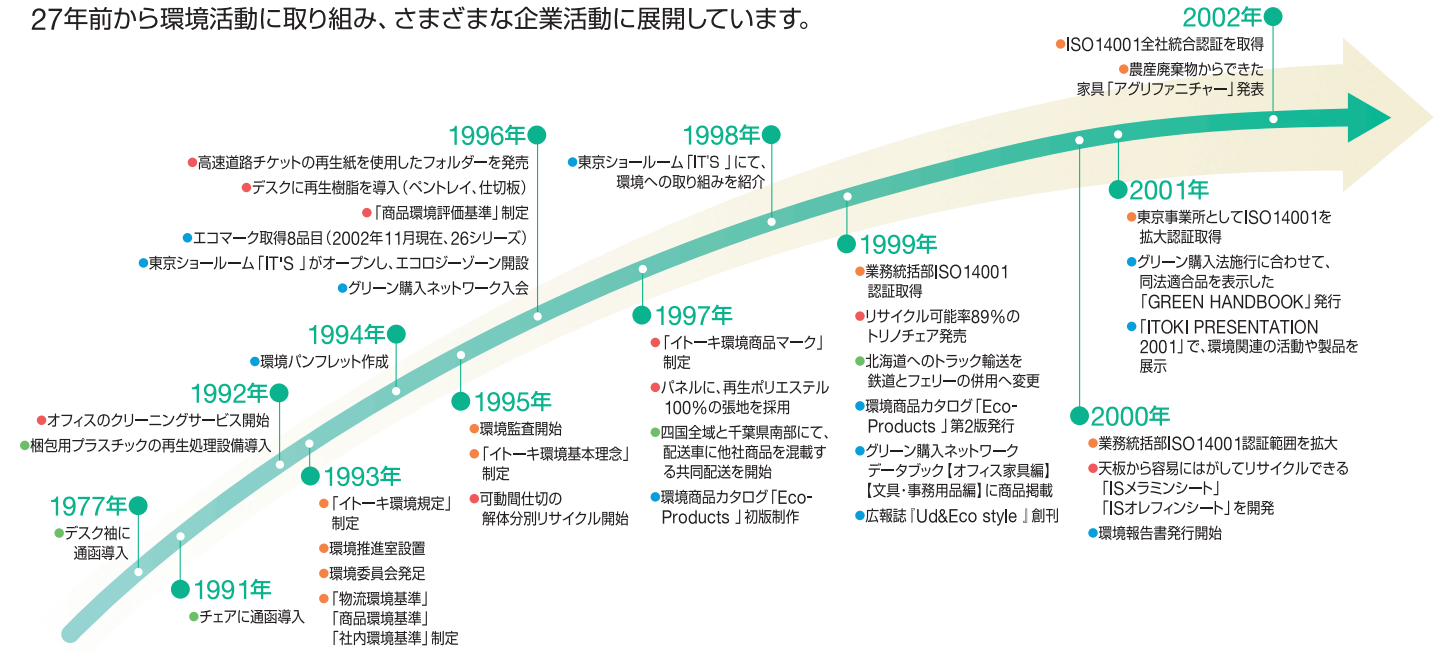 27年前から環境活動に取り組み、さまざまな企業活動に展開しています。
1977年
●デスク袖に
通函導入
1991年
●チェアに通函導入
1992年
●オフィスのクリーニングサービス開始
●梱包用プラスチックの再生処理設備導入
1993年
●「イトーキ環境規定」
制定
●環境推進室設置
●環境委員会発足
●「物流環境基準」
「商品環境基準」
「社内環境基準」制定
1994年
●環境パンフレット作成
1995年
●環境監査開始
●「イトーキ環境基本理念」
制定
●可動間仕切の
解体分別リサイクル開始
1996年
●高速道路チケットの再生紙を使用したフォルダーを発売
●デスクに再生樹脂を導入(ペントレイ、仕切板)
●「商品環境評価基準」制定
●エコマーク取得8品目(2002年11月現在、26シリーズ)
●東京ショールーム「IT'S 」がオープンし、エコロジーゾーン開設
●グリーン購入ネットワーク入会
1997年
●「イトーキ環境商品マーク」
制定
●パネルに、再生ポリエステル
100%の張地を採用
●四国全域と千葉県南部にて、
配送車に他社商品を混載す
る共同配送を開始
●環境商品カタログ「Eco-
Products 」初版制作
1998年
●東京ショールーム「IT'S 」にて、
環境への取り組みを紹介
1999年
●業務統括部ISO14001
認証取得
●リサイクル可能率89%の
トリノチェア発売
●北海道へのトラック輸送を
鉄道とフェリーの併用へ変更
●環境商品カタログ「Eco-
Products 」第2版発行
●グリーン購入ネットワーク
データブック【オフィス家具編】
【文具・事務用品編】に商品掲載
●広報誌『Ud&Eco style 』創刊
2000年
●業務統括部ISO14001認証範囲を拡大
●天板から容易にはがしてリサイクルできる
「ISメラミンシート」
「ISオレフィンシート」を開発
●環境報告書発行開始
2001年
●東京事業所としてISO14001を
拡大認証取得
●グリーン購入法施行に合わせて、
同法適合品を表示した
「GREEN HANDBOOK」発行
●「ITOKI PRESENTATION
2001」で、環境関連の活動や製品を
展示
2002年
●ISO14001全社統合認証を取得
●農産廃棄物からできた
家具「アグリファニチャー」発表